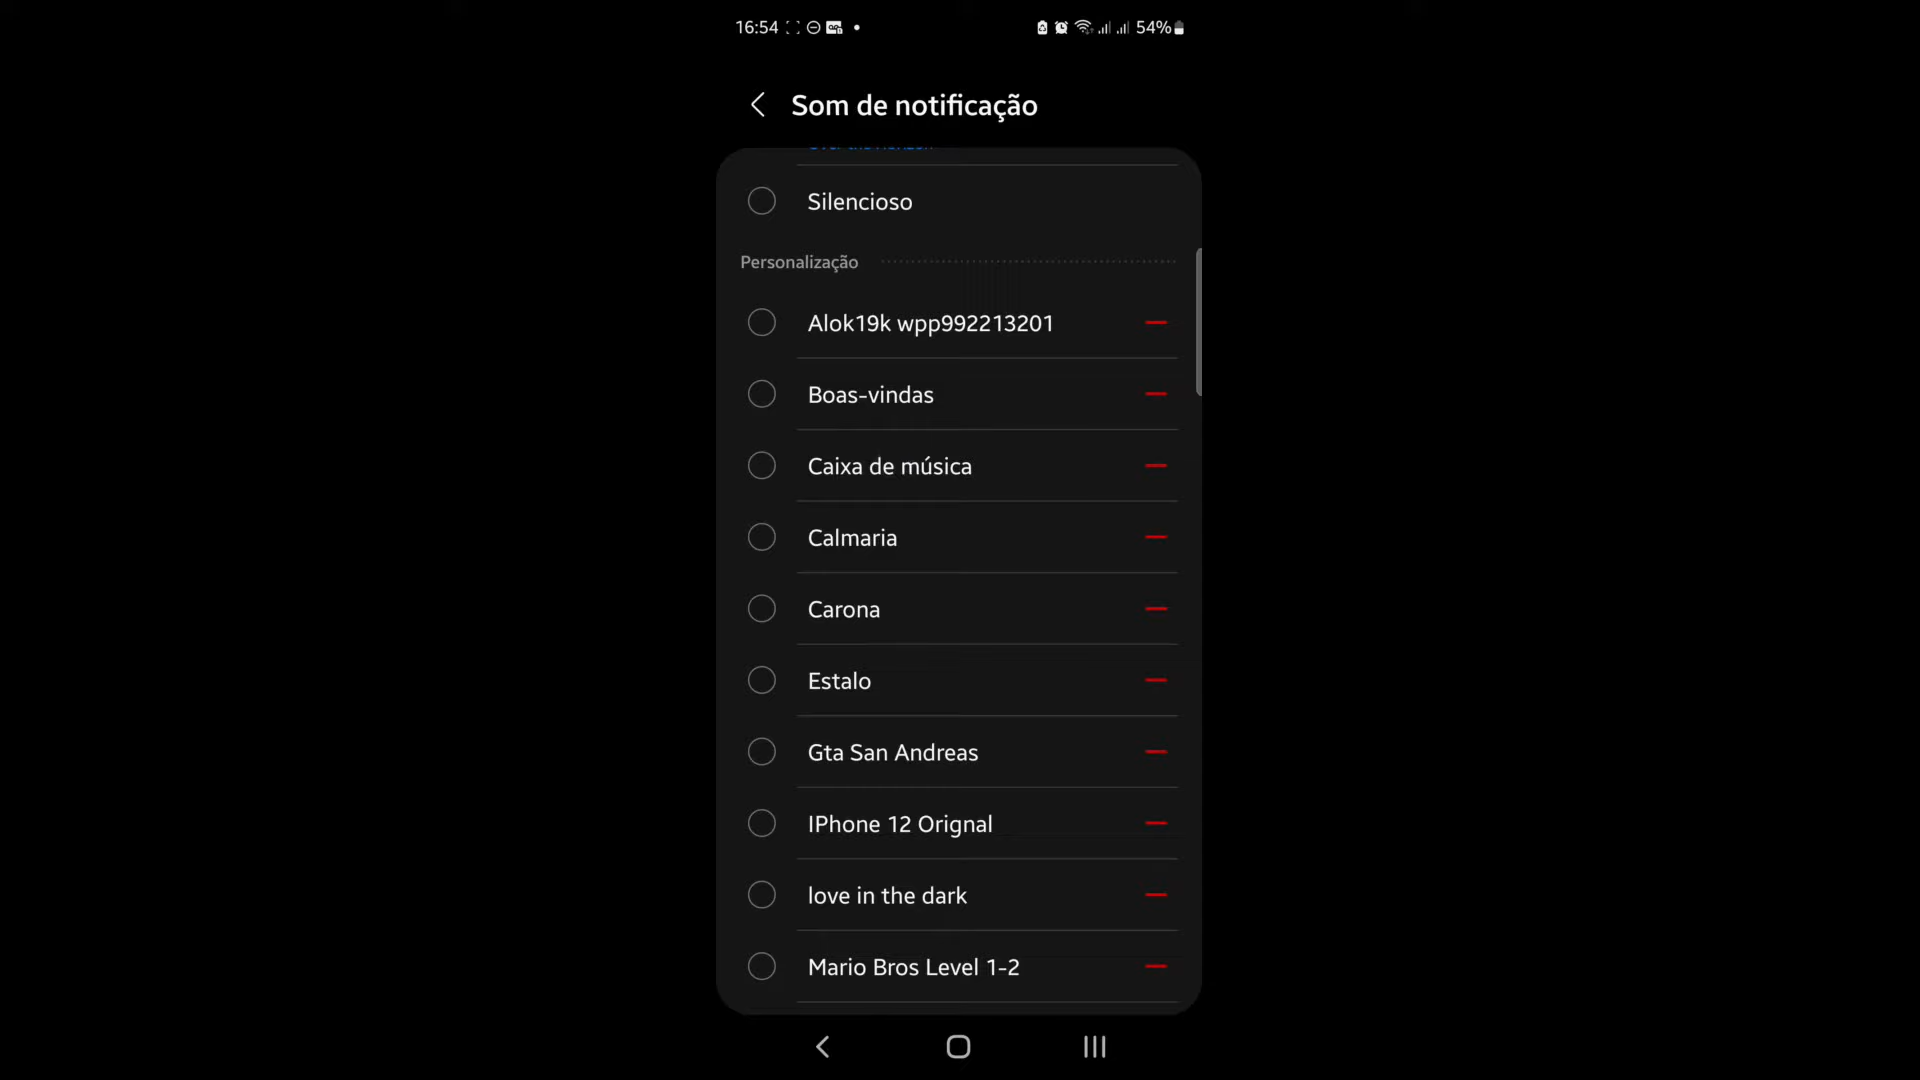 16:54
54%
Som de notificação
Silencioso
Personalização
Alok19k wpp992213201
Boas-vindas
Caixa de música
Calmaria
Carona
Estalo
Gta San Andreas
IPhone 12 Orignal
love in the dark
Mario Bros Level 1-2